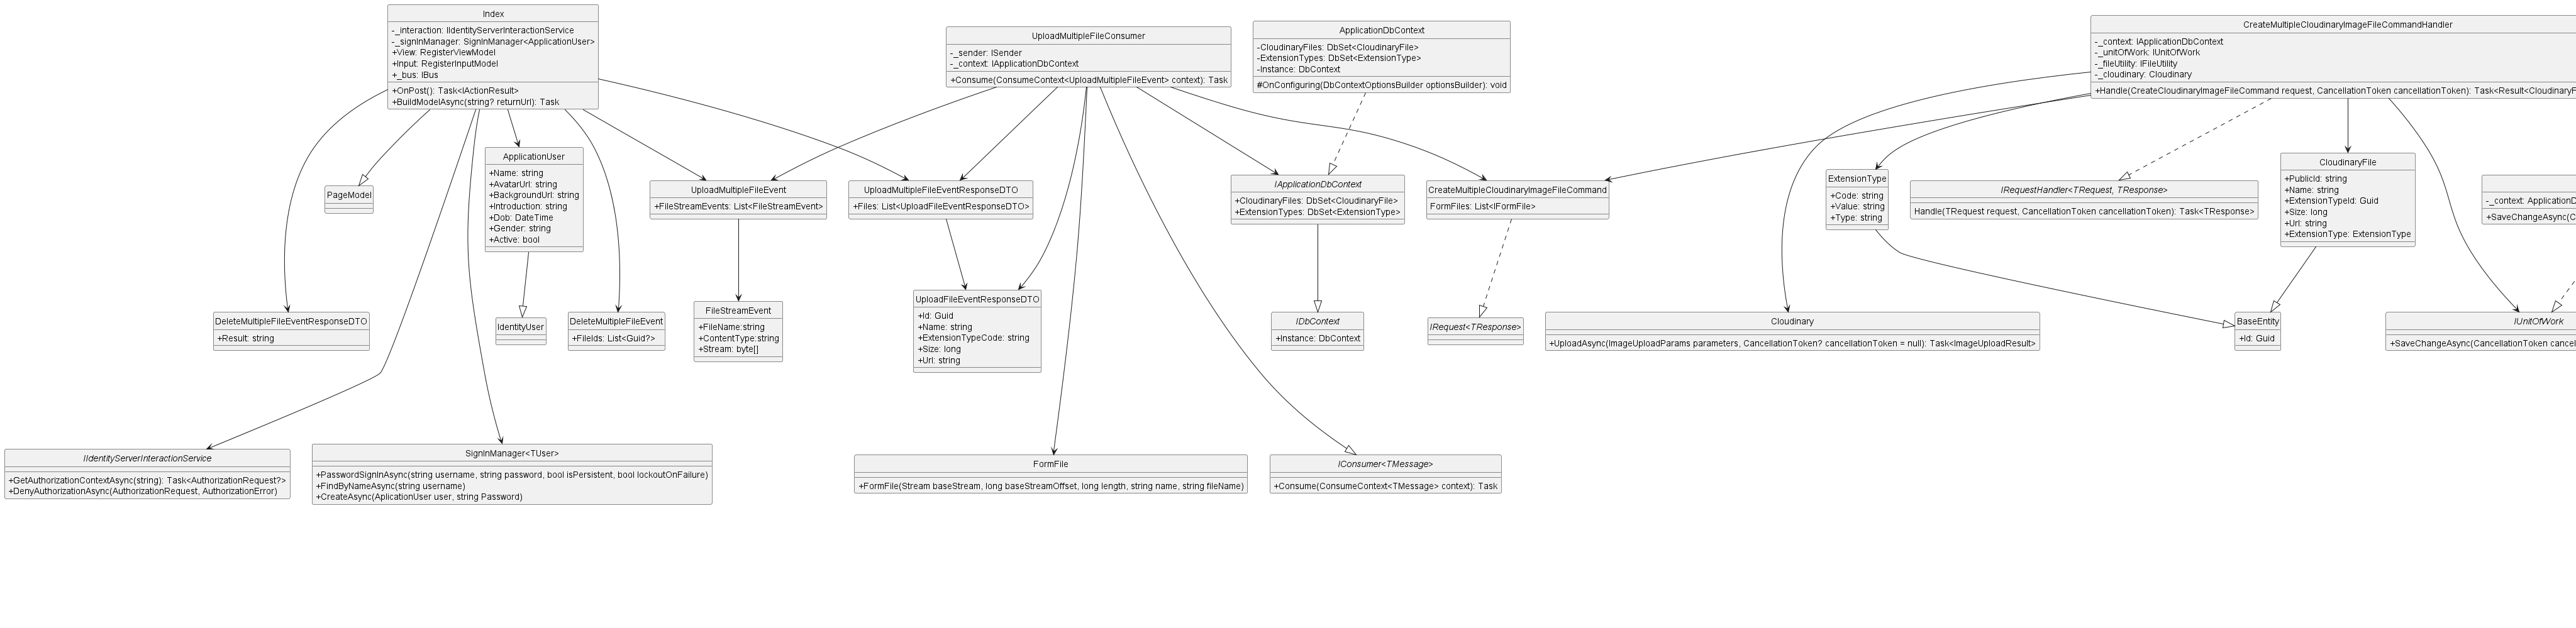 Index
-_interaction: IIdentityServerInteractionService
-_signInManager: SignInManager<ApplicationUser>
+View: RegisterViewModel
+Input: RegisterInputModel
+_bus: IBus
+OnPost(): Task<IActionResult>
+BuildModelAsync(string? returnUrl): Task
UploadMultipleFileConsumer
-_sender: ISender
-_context: IApplicationDbContext
+Consume(ConsumeContext<UploadMultipleFileEvent> context): Task
ApplicationDbContext
-CloudinaryFiles: DbSet<CloudinaryFile>
-ExtensionTypes: DbSet<ExtensionType>
-Instance: DbContext
#OnConfiguring(DbContextOptionsBuilder optionsBuilder): void
CreateMultipleCloudinaryImageFileCommandHandler
-_context: IApplicationDbContext
-_unitOfWork: IUnitOfWork
-_fileUtility: IFileUtility
-_cloudinary: Cloudinary
+Handle(CreateCloudinaryImageFileCommand request, CancellationToken cancellationToken): Task<Result<CloudinaryF
PageModel
ApplicationUser
+Name: string
+AvatarUrl: string
+BackgroundUrl: string
+Introduction: string
+Dob: DateTime
+Gender: string
+Active: bool
UploadMultipleFileEvent
+FileStreamEvents: List<FileStreamEvent>
UploadMultipleFileEventResponseDTO
+Files: List<UploadFileEventResponseDTO>
IApplicationDbContext
+CloudinaryFiles: DbSet<CloudinaryFile>
+ExtensionTypes: DbSet<ExtensionType>
CreateMultipleCloudinaryImageFileCommand
FormFiles: List<IFormFile>
ExtensionType
+Code: string
+Value: string
+Type: string
IRequestHandler<TRequest, TResponse>
Handle(TRequest request, CancellationToken cancellationToken): Task<TResponse>
CloudinaryFile
+PublicId: string
+Name: string
+ExtensionTypeId: Guid
+Size: long
+Url: string
+ExtensionType: ExtensionType
-_context: ApplicationD
+SaveChangeAsync(C
DeleteMultipleFileEventResponseDTO
+Result: string
IdentityUser
DeleteMultipleFileEvent
+FileIds: List<Guid?>
FileStreamEvent
+FileName:string
+ContentType:string
+Stream: byte[]
UploadFileEventResponseDTO
+Id: Guid
+Name: string
+ExtensionTypeCode: string
+Size: long
+Url: string
IDbContext
+Instance: DbContext
IRequest<TResponse>
Cloudinary
+UploadAsync(ImageUploadParams parameters, CancellationToken? cancellationToken = null): Task<ImageUploadResult>
BaseEntity
+Id: Guid
IUnitOfWork
+SaveChangeAsync(CancellationToken cancel
IIdentityServerInteractionService
+GetAuthorizationContextAsync(string): Task<AuthorizationRequest?>
+DenyAuthorizationAsync(AuthorizationRequest, AuthorizationError)
SignInManager<TUser>
+PasswordSignInAsync(string username, string password, bool isPersistent, bool lockoutOnFailure)
+FindByNameAsync(string username)
+CreateAsync(AplicationUser user, string Password)
FormFile
+FormFile(Stream baseStream, long baseStreamOffset, long length, string name, string fileName)
IConsumer<TMessage>
+Consume(ConsumeContext<TMessage> context): Task